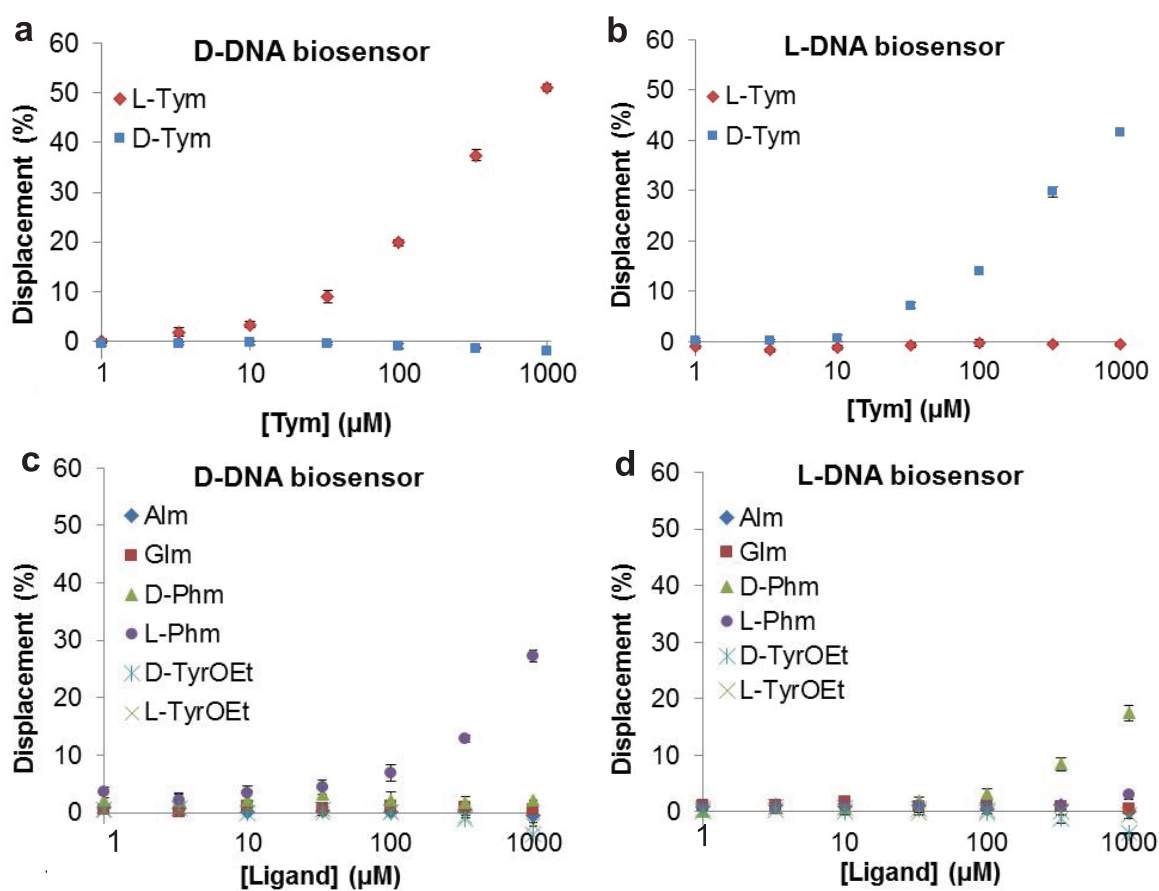 a
D-DNA biosensor
L-Tym
D-Tym
Displacement (%)
60
50
40
30
20
10
0
1 10 100 1000
[Tym] (µM)
b
L-DNA biosensor
L-Tym
D-Tym
Displacement (%)
60
50
40
30
20
10
0
1 10 100 1000
[Tym] (µM)
c
D-DNA biosensor
Alm
Glm
D-Phm
L-Phm
D-TyrOEt
L-TyrOEt
Displacement (%)
60
50
40
30
20
10
0
1 10 100 1000
[Ligand] (µM)
d
L-DNA biosensor
Alm
Glm
D-Phm
L-Phm
D-TyrOEt
L-TyrOEt
Displacement (%)
60
50
40
30
20
10
0
1 10 100 1000
[Ligand] (µM)